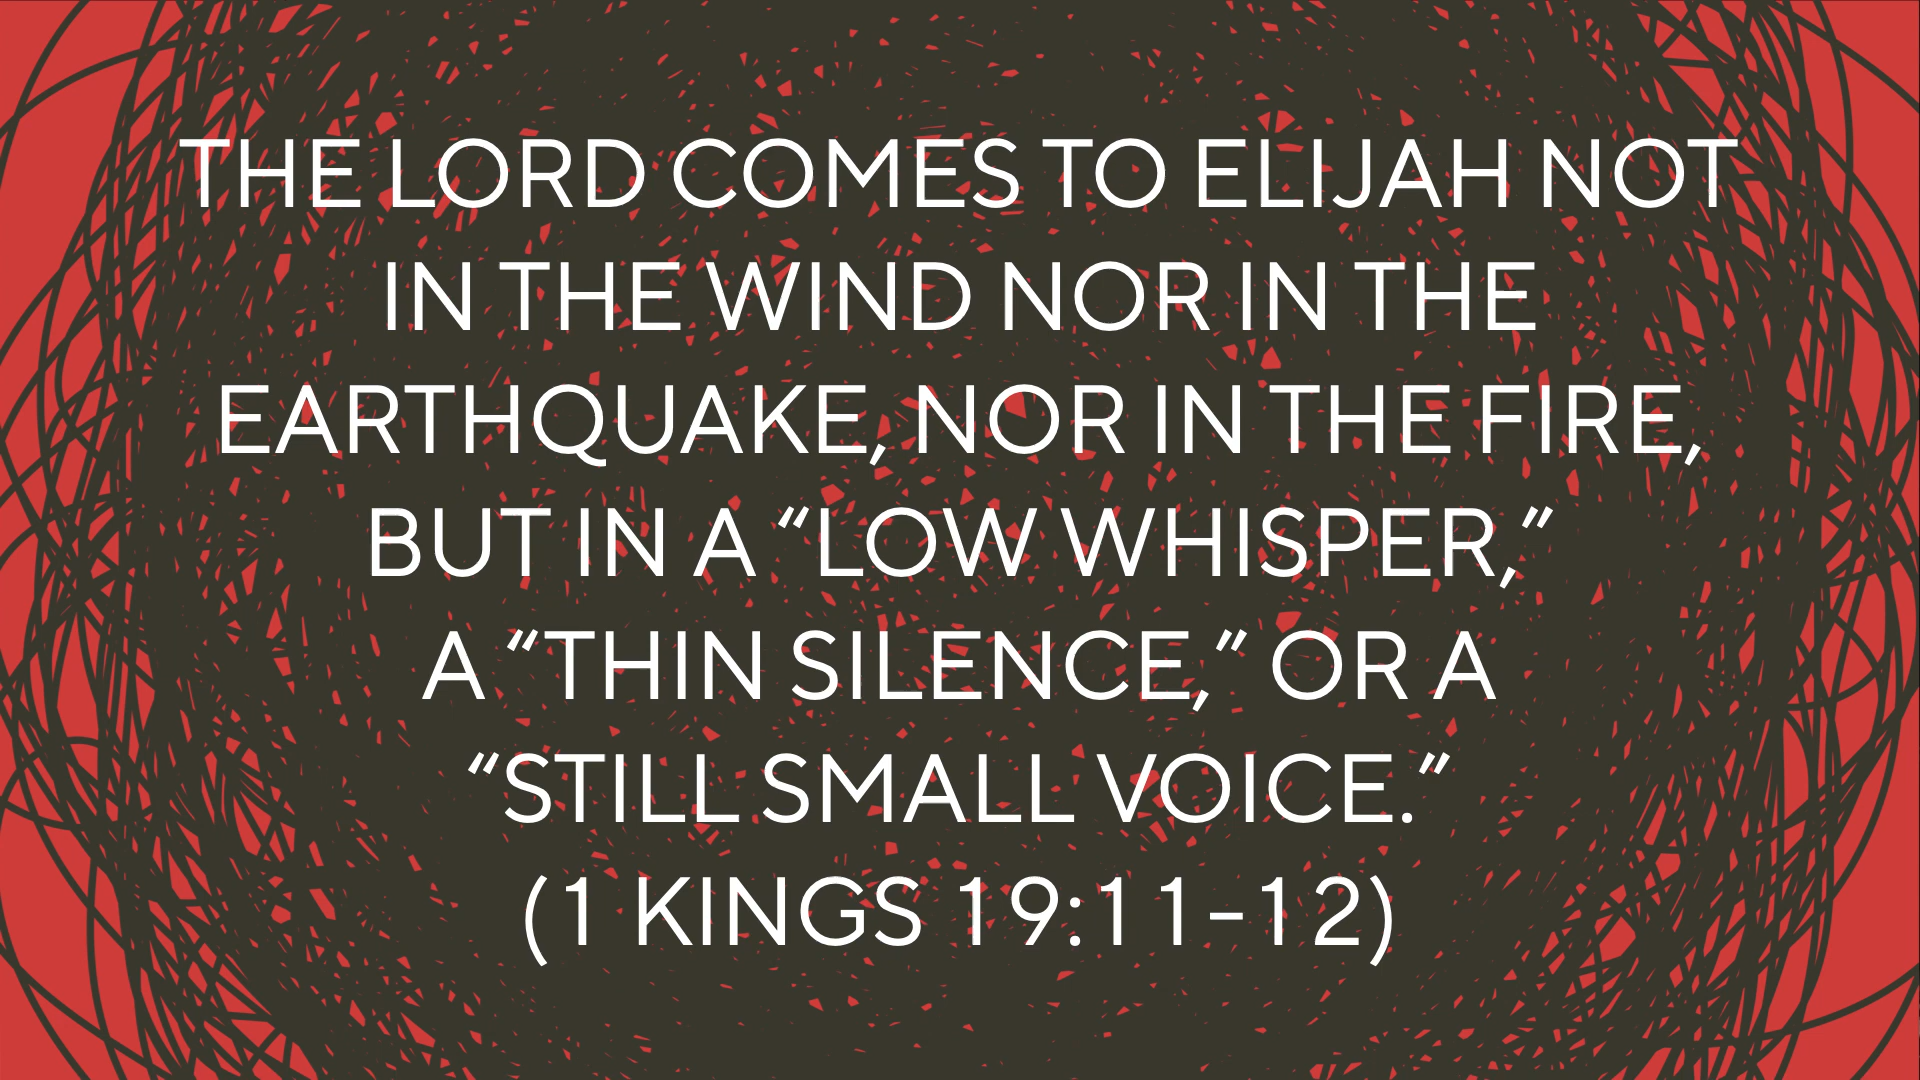 THE LORD COMES TO ELIJAH NOT
IN THE WIND NOR IN THE
EARTHQUAKE, NOR IN THE FIRE,
BUT IN A “LOW WHISPER,”
A “THIN SILENCE,” OR A
“STILL SMALL VOICE.”
(1 KINGS 19:11-12)